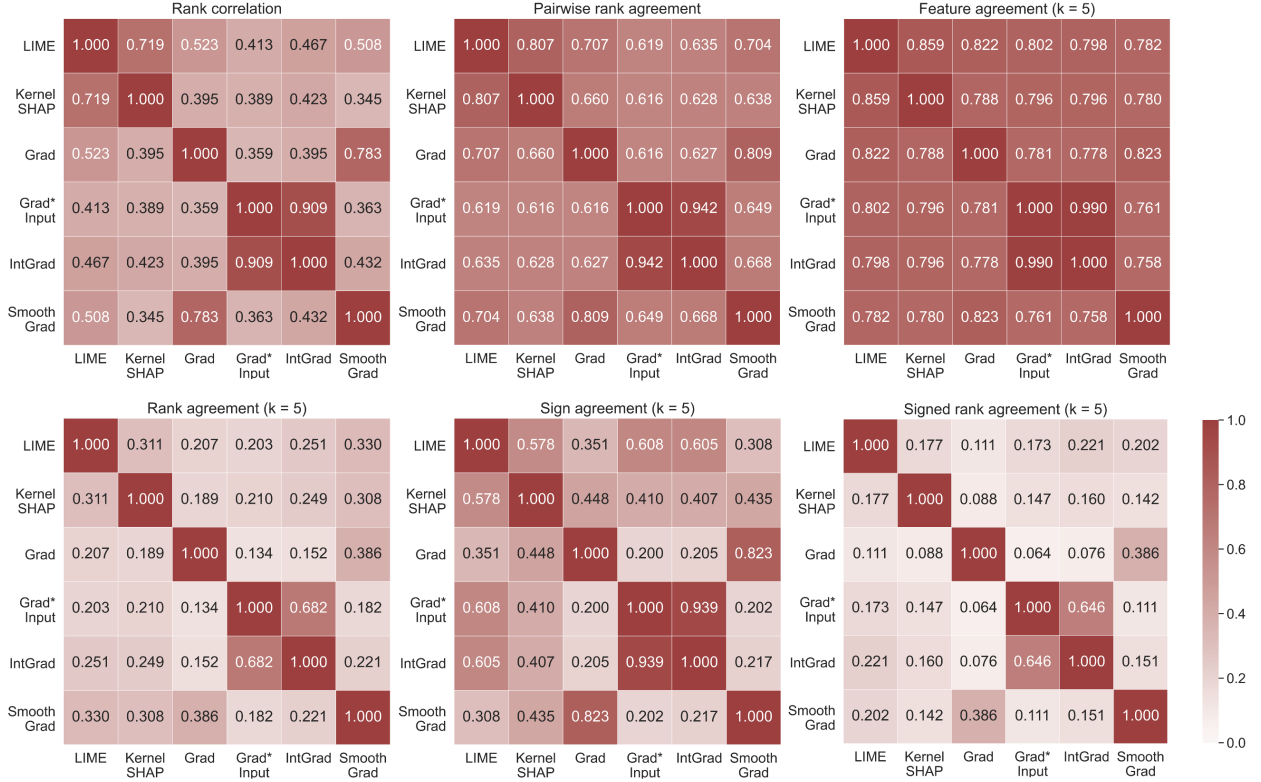 Rank correlation
LIME 1.000 0.719 0.523 0.413 0.467 0.508
Kernel
SHAP
0.719 1.000 0.395 0.389 0.423 0.345
Grad 0.523 0.395 1.000 0.359 0.395 0.783
Grad*
Input
0.413 0.389 0.359 1.000 0.909 0.363
IntGrad 0.467 0.423 0.395 0.909 1.000 0.432
Smooth
Grad
0.508 0.345 0.783 0.363 0.432 1.000
LIME Kernel Grad Grad* IntGrad Smooth
SHAP Input Grad
Pairwise rank agreement
LIME 1.000 0.807 0.707 0.619 0.635 0.704
Kernel
SHAP
0.807 1.000 0.660 0.616 0.628 0.638
Grad 0.707 0.660 1.000 0.616 0.627 0.809
Grad*
Input
0.619 0.616 0.616 1.000 0.942 0.649
IntGrad 0.635 0.628 0.627 0.942 1.000 0.668
Smooth
Grad
0.704 0.638 0.809 0.649 0.668 1.000
LIME Kernel Grad Grad* IntGrad Smooth
SHAP Input Grad
Feature agreement (k = 5)
LIME 1.000 0.859 0.822 0.802 0.798 0.782
Kernel
SHAP
0.859 1.000 0.788 0.796 0.796 0.780
Grad 0.822 0.788 1.000 0.781 0.778 0.823
Grad*
Input
0.802 0.796 0.781 1.000 0.990 0.761
IntGrad 0.798 0.796 0.778 0.990 1.000 0.758
Smooth
Grad
0.782 0.780 0.823 0.761 0.758 1.000
LIME Kernel Grad Grad* IntGrad Smooth
SHAP Input Grad
Rank agreement (k = 5)
LIME 1.000 0.311 0.207 0.203 0.251 0.330
Kernel
SHAP
0.311 1.000 0.189 0.210 0.249 0.308
Grad 0.207 0.189 1.000 0.134 0.152 0.386
Grad*
Input
0.203 0.210 0.134 1.000 0.682 0.182
IntGrad 0.251 0.249 0.152 0.682 1.000 0.221
Smooth
Grad
0.330 0.308 0.386 0.182 0.221 1.000
LIME Kernel Grad Grad* IntGrad Smooth
SHAP Input Grad
Sign agreement (k = 5)
LIME 1.000 0.578 0.351 0.608 0.605 0.308
Kernel
SHAP
0.578 1.000 0.448 0.410 0.407 0.435
Grad 0.351 0.448 1.000 0.200 0.205 0.823
Grad*
Input
0.608 0.410 0.200 1.000 0.939 0.202
IntGrad 0.605 0.407 0.205 0.939 1.000 0.217
Smooth
Grad
0.308 0.435 0.823 0.202 0.217 1.000
LIME Kernel Grad Grad* IntGrad Smooth
SHAP Input Grad
Signed rank agreement (k = 5)
LIME 1.000 0.177 0.111 0.173 0.221 0.202
Kernel
SHAP
0.177 1.000 0.088 0.147 0.160 0.142
Grad 0.111 0.088 1.000 0.064 0.076 0.386
Grad*
Input
0.173 0.147 0.064 1.000 0.646 0.111
IntGrad 0.221 0.160 0.076 0.646 1.000 0.151
Smooth
Grad
0.202 0.142 0.386 0.111 0.151 1.000
LIME Kernel Grad Grad* IntGrad Smooth
SHAP Input Grad
1.0
0.8
0.6
0.4
0.2
0.0